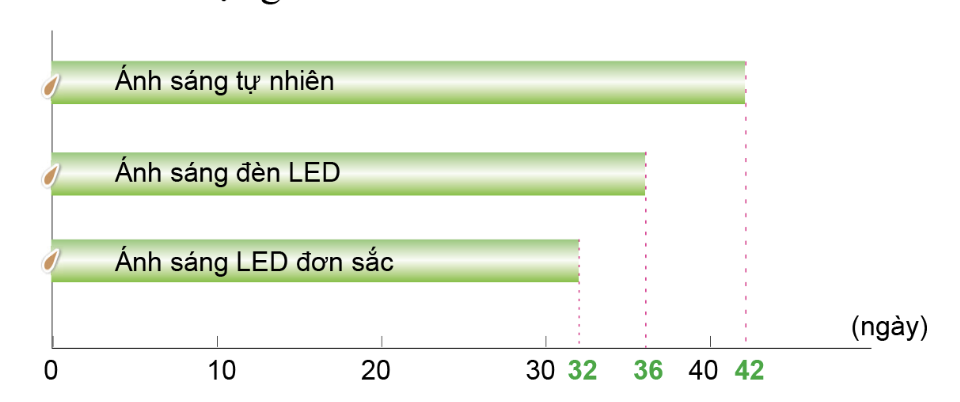 Ánh sáng tự nhiên
Ánh sáng đèn LED
Ánh sáng LED đơn sắc
(ngày)
0 10 20 30 32 36 40 42